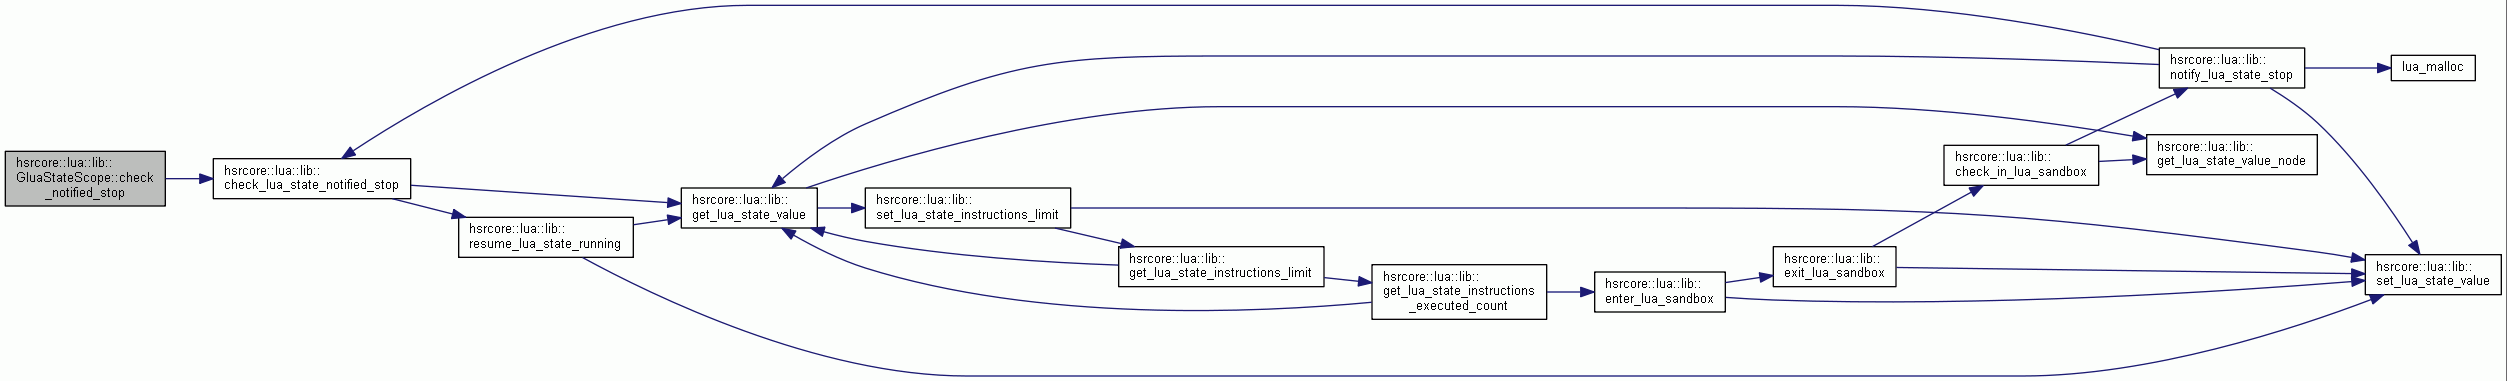 hsrcore::lua::lib::
GluaStateScope::check
_notified_stop
hsrcore::lua::lib::
check_lua_state_notified_stop
hsrcore::lua::lib::
resume_lua_state_running
hsrcore::lua::lib::
get_lua_state_value
hsrcore::lua::lib::
set_lua_state_instructions_limit
hsrcore::lua::lib::
get_lua_state_instructions_limit
hsrcore::lua::lib::
get_lua_state_instructions
_executed_count
hsrcore::lua::lib::
enter_lua_sandbox
hsrcore::lua::lib::
exit_lua_sandbox
hsrcore::lua::lib::
check_in_lua_sandbox
hsrcore::lua::lib::
notify_lua_state_stop
hsrcore::lua::lib::
get_lua_state_value_node
lua_malloc
hsrcore::lua::lib::
set_lua_state_value